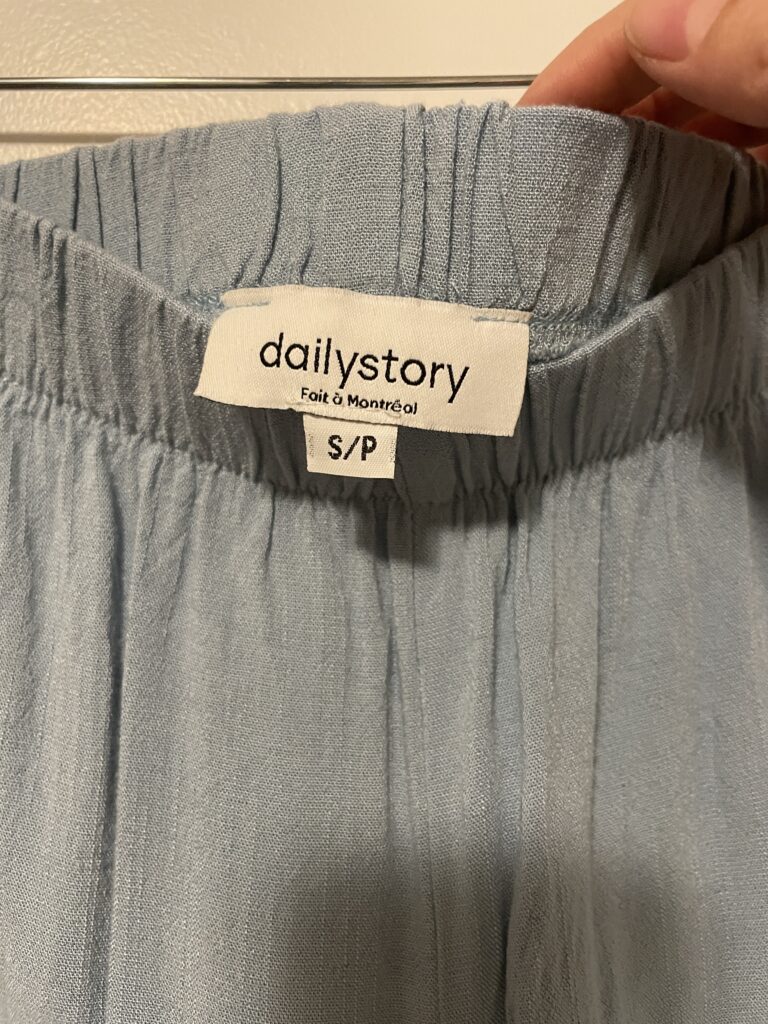 dailystory
Fait à Montréal
S/P